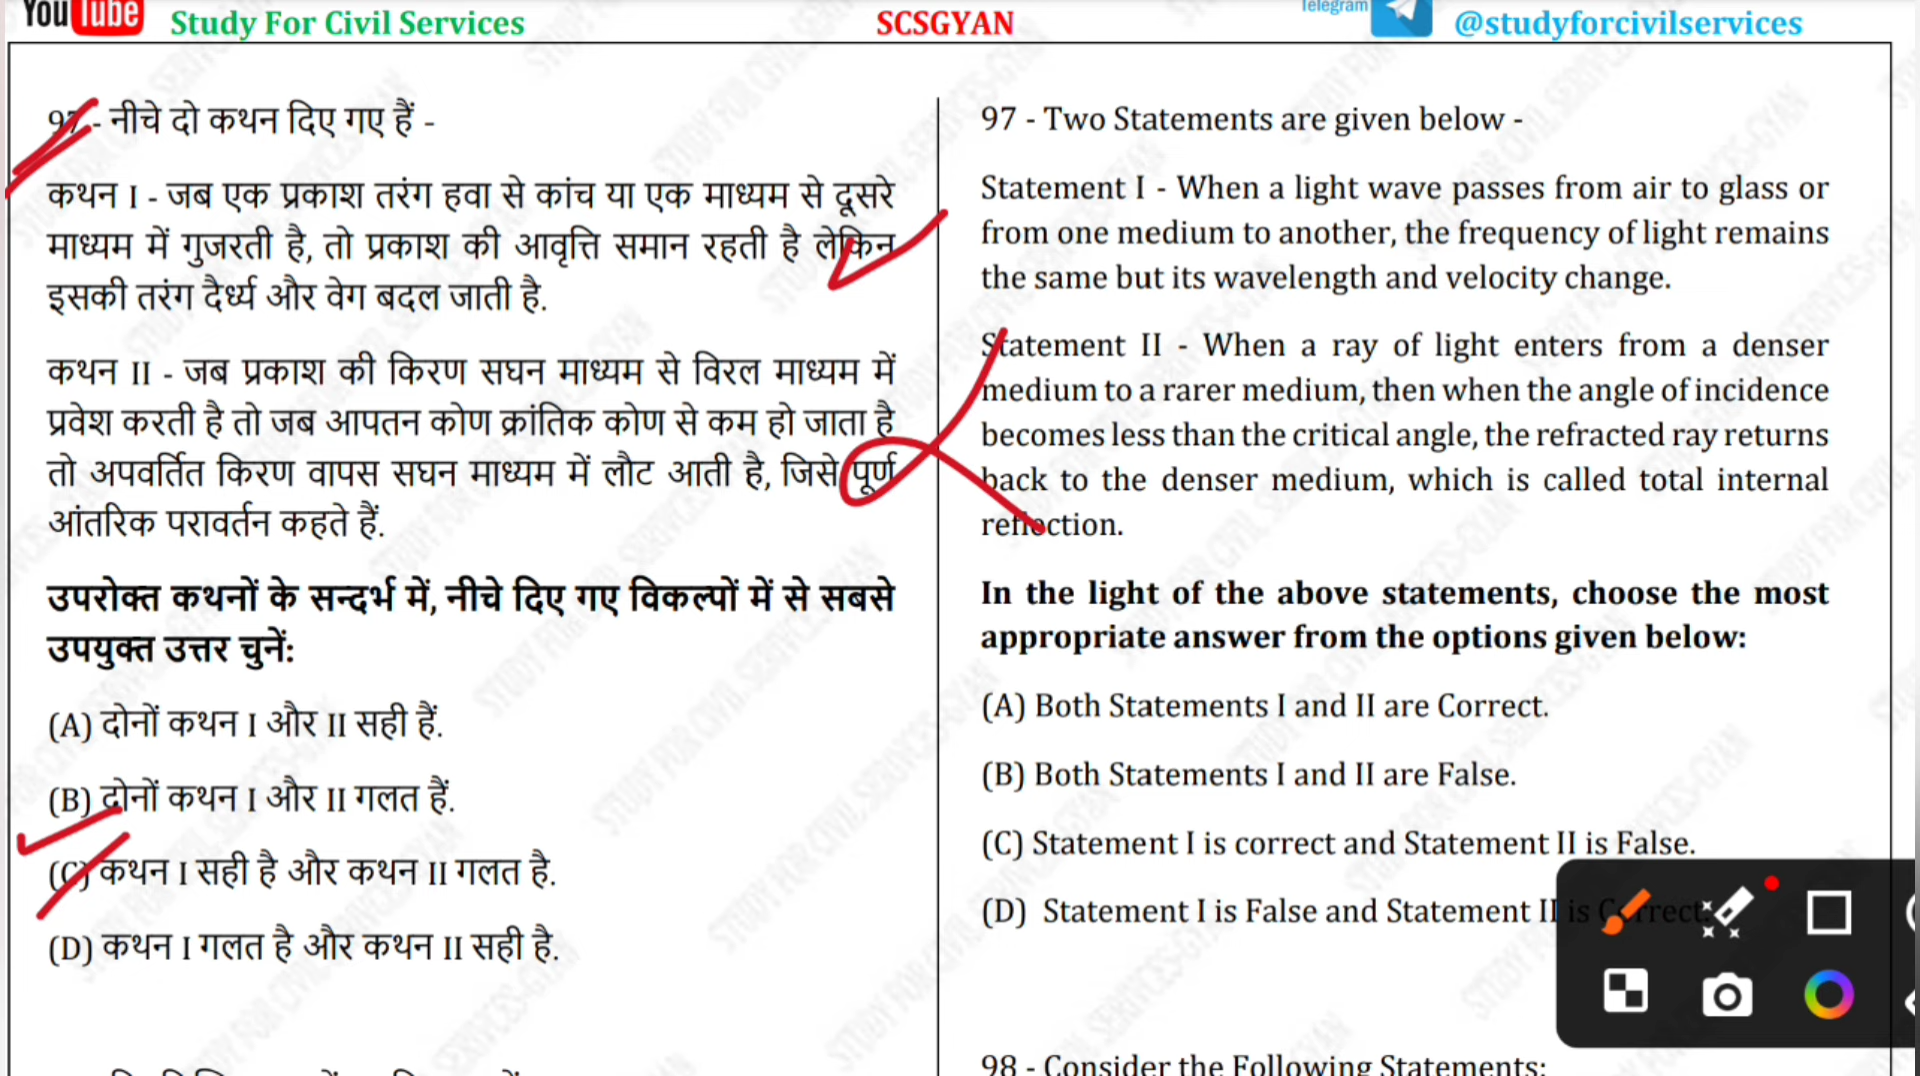 YouTube Study For Civil Services SCSGYAN Telegram @studyforcivilservices
97 - नीचे दो कथन दिए गए हैं -
कथन I - जब एक प्रकाश तरंग हवा से कांच या एक माध्यम से दूसरे
माध्यम में गुजरती है, तो प्रकाश की आवृत्ति समान रहती है लेकिन
इसकी तरंग दैर्ध्य और वेग बदल जाती है.
कथन II - जब प्रकाश की किरण सघन माध्यम से विरल माध्यम में
प्रवेश करती है तो जब आपतन कोण क्रांतिक कोण से कम हो जाता है
तो अपवर्तित किरण वापस सघन माध्यम में लौट आती है, जिसे पूर्ण
आंतरिक परावर्तन कहते हैं.
उपरोक्त कथनों के सन्दर्भ में, नीचे दिए गए विकल्पों में से सबसे
उपयुक्त उत्तर चुनें:
(A) दोनों कथन I और II सही हैं.
(B) दोनों कथन I और II गलत हैं.
(C) कथन I सही है और कथन II गलत है.
(D) कथन I गलत है और कथन II सही है.
97 - Two Statements are given below -
Statement I - When a light wave passes from air to glass or
from one medium to another, the frequency of light remains
the same but its wavelength and velocity change.
Statement II - When a ray of light enters from a denser
medium to a rarer medium, then when the angle of incidence
becomes less than the critical angle, the refracted ray returns
back to the denser medium, which is called total internal
reflection.
In the light of the above statements, choose the most
appropriate answer from the options given below:
(A) Both Statements I and II are Correct.
(B) Both Statements I and II are False.
(C) Statement I is correct and Statement II is False.
(D) Statement I is False and Statement II is Correct.
98 - Consider the Following Statements: